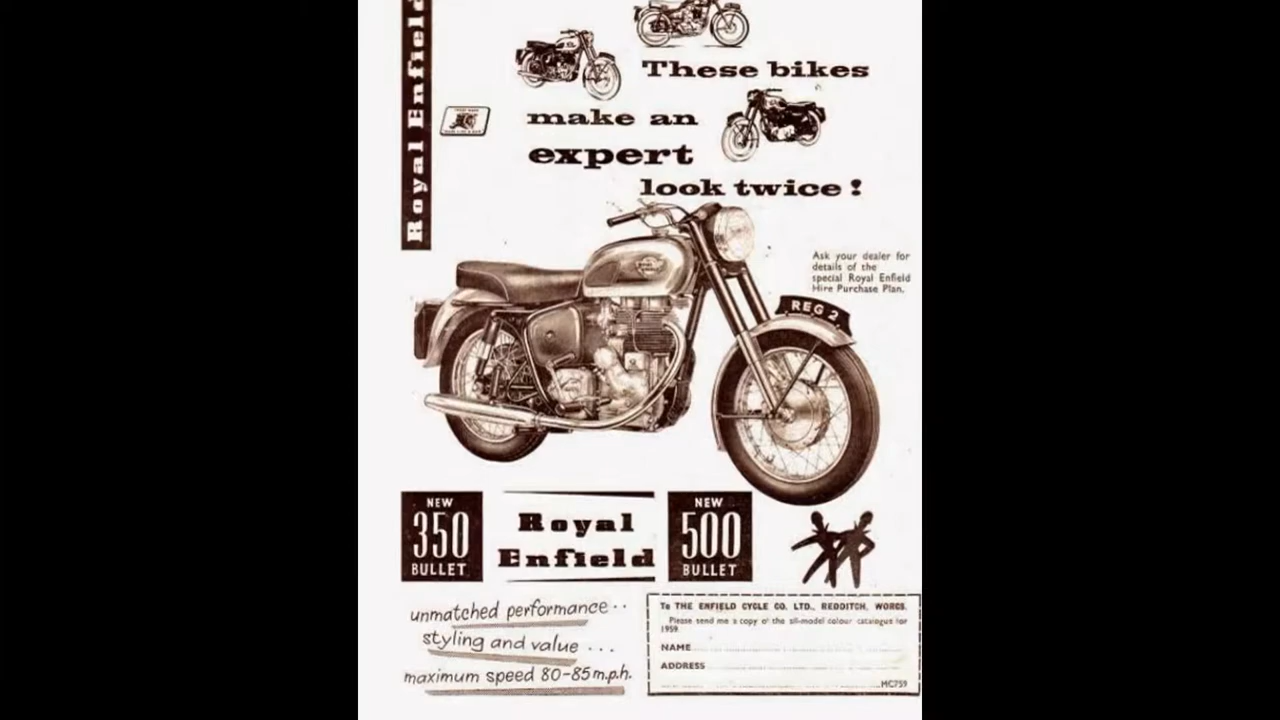 Royal Enfield
These bikes
make an
expert
look twice !
Ask your dealer for
details of the
special Royal Enfield
Hire Purchase Plan.
REG 2
NEW
350
BULLET
Royal
Enfield
NEW
500
BULLET
unmatched performance . .
styling and value . . .
maximum speed 80-85 m.p.h.
To THE ENFIELD CYCLE CO. LTD., REDDITCH, WORCS.
Please send me a copy of the all-model colour catalogue for
1959.
NAME
ADDRESS
MC759